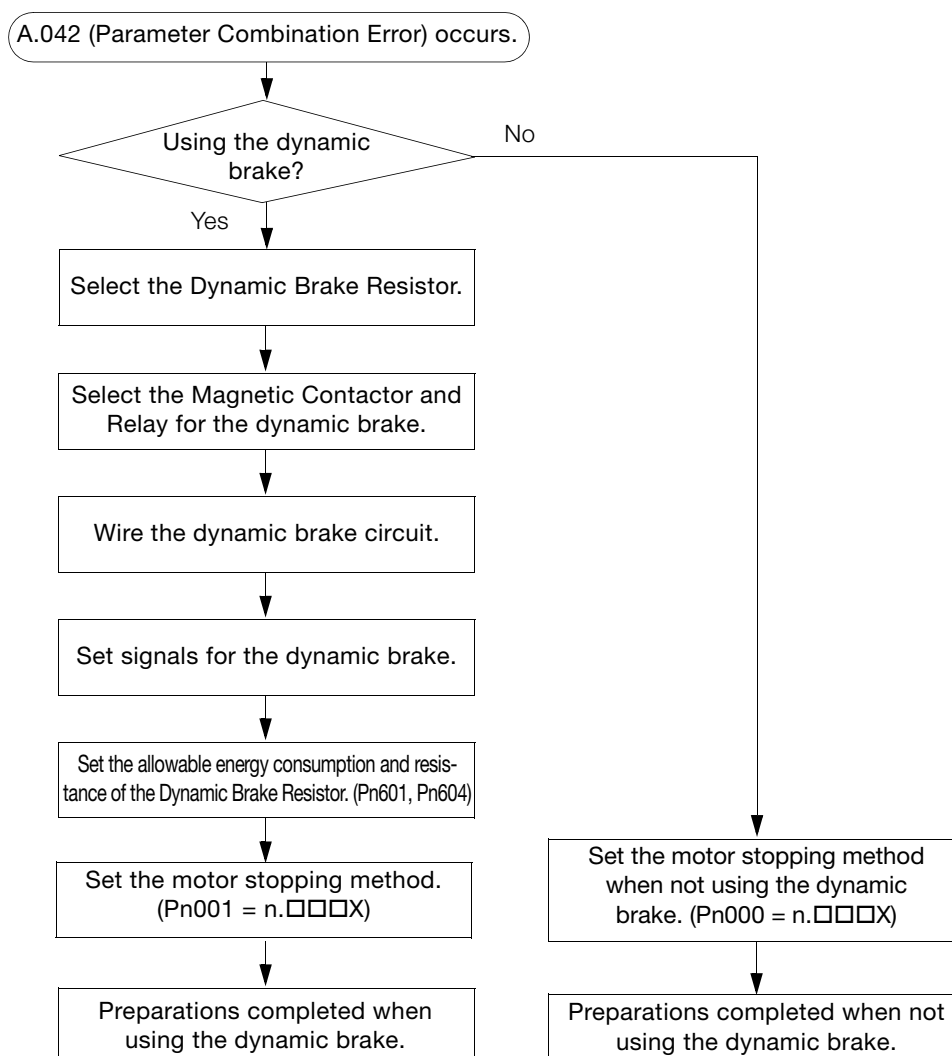 A.042 (Parameter Combination Error) occurs.
Using the dynamic
brake?
No
Yes
Select the Dynamic Brake Resistor.
Select the Magnetic Contactor and
Relay for the dynamic brake.
Wire the dynamic brake circuit.
Set signals for the dynamic brake.
Set the allowable energy consumption and resis-
tance of the Dynamic Brake Resistor. (Pn601, Pn604)
Set the motor stopping method.
(Pn001 = n.□□□X)
Preparations completed when
using the dynamic brake.
Set the motor stopping method
when not using the dynamic
brake. (Pn000 = n.□□□X)
Preparations completed when not
using the dynamic brake.